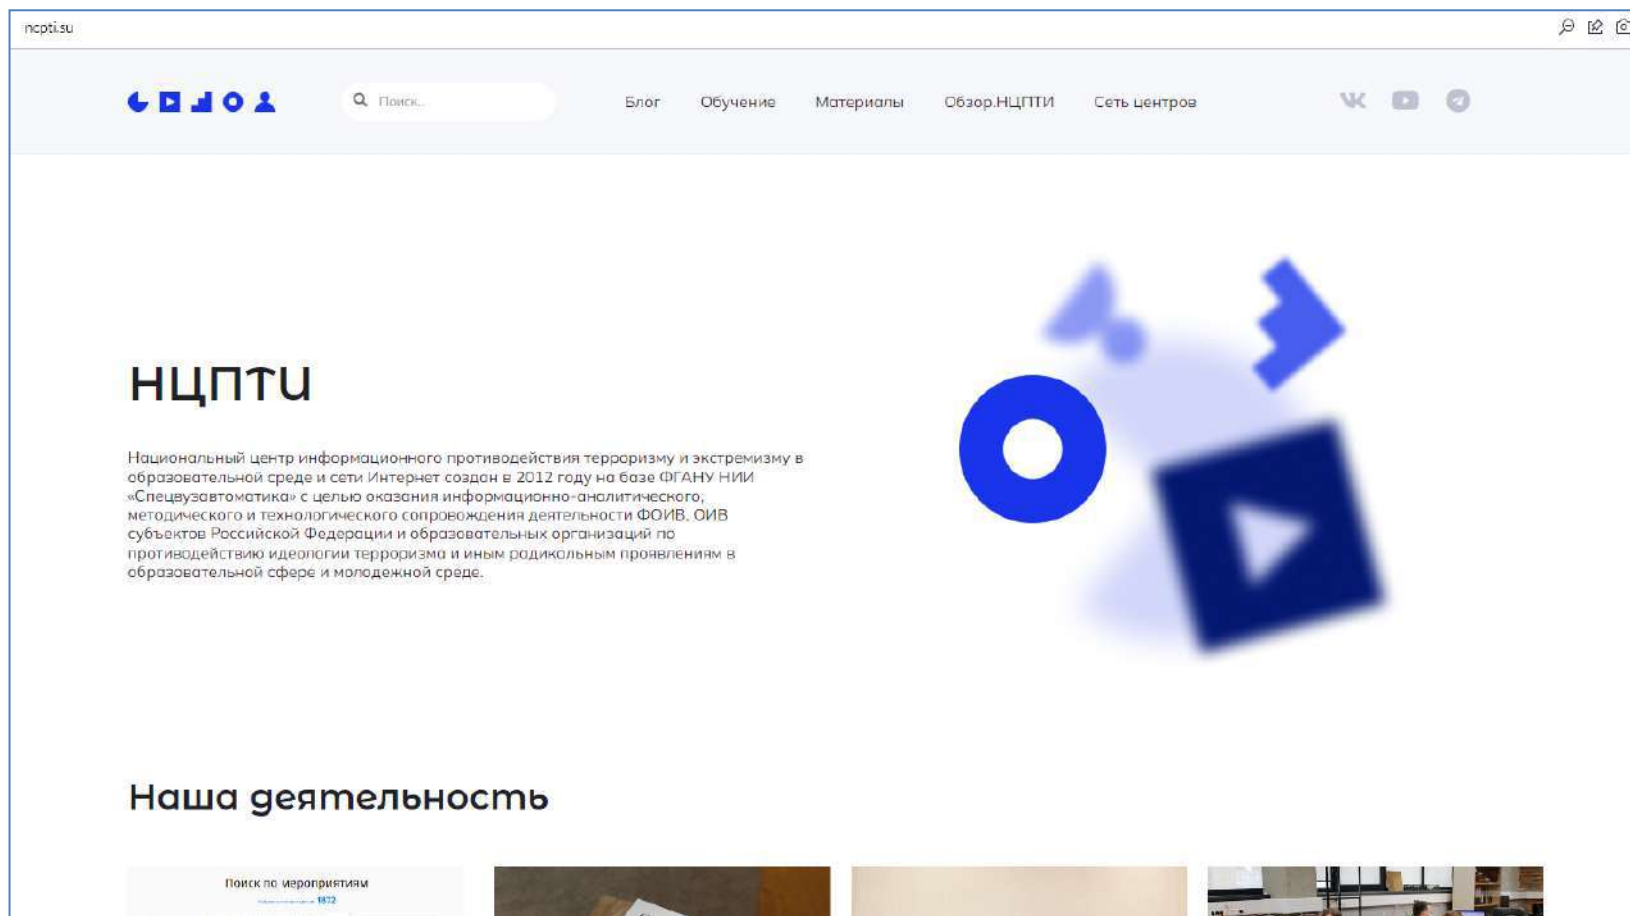 ncpti.su
Поиск...
Блог
Обучение
Материалы
Обзор.НЦПТИ
Сеть центров
НЦПТИ
Национальный центр информационного противодействия терроризму и экстремизму в
образовательной среде и сети Интернет создан в 2012 году на базе ФГАНУ НИИ
«Спецвузавтоматика» с целью оказания информационно-аналитического,
методического и технологического сопровождения деятельности ФОИВ, ОИВ
субъектов Российской Федерации и образовательных организаций по
противодействию идеологии терроризма и иным радикальным проявлениям в
образовательной сфере и молодежной среде.
Наша деятельность
Поиск по мероприятиям
1872